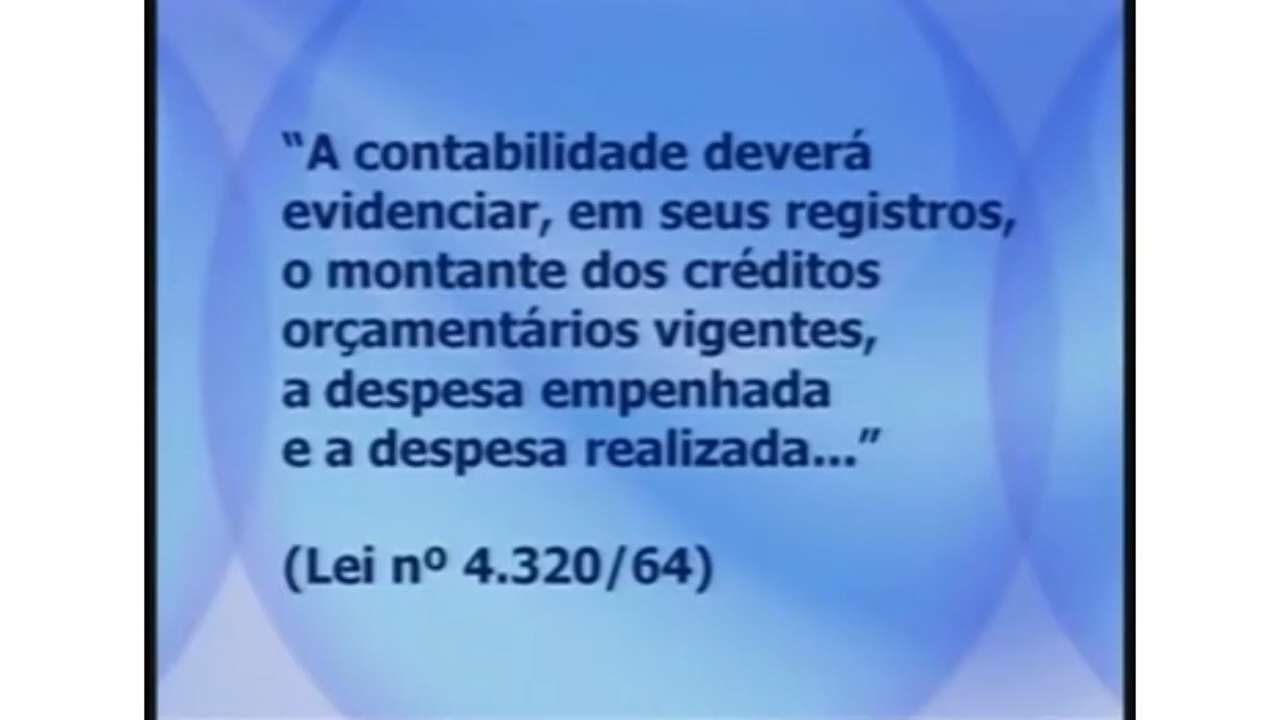 “A contabilidade deverá
evidenciar, em seus registros,
o montante dos créditos
orçamentários vigentes,
a despesa empenhada
e a despesa realizada...”
(Lei nº 4.320/64)